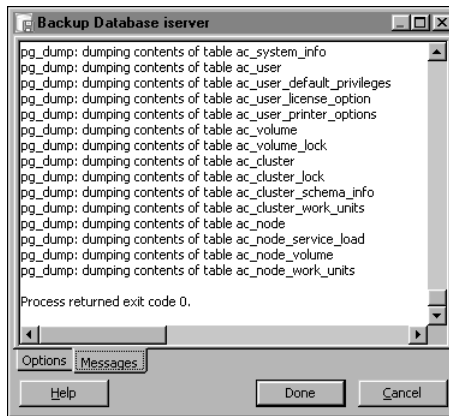 Backup Database iserver
pg_dump: dumping contents of table ac_system_info
pg_dump: dumping contents of table ac_user
pg_dump: dumping contents of table ac_user_default_privileges
pg_dump: dumping contents of table ac_user_license_option
pg_dump: dumping contents of table ac_user_printer_options
pg_dump: dumping contents of table ac_volume
pg_dump: dumping contents of table ac_volume_lock
pg_dump: dumping contents of table ac_cluster
pg_dump: dumping contents of table ac_cluster_lock
pg_dump: dumping contents of table ac_cluster_schema_info
pg_dump: dumping contents of table ac_cluster_work_units
pg_dump: dumping contents of table ac_node
pg_dump: dumping contents of table ac_node_service_load
pg_dump: dumping contents of table ac_node_volume
pg_dump: dumping contents of table ac_node_work_units
Process returned exit code 0.
Options Messages
Help Done Cancel